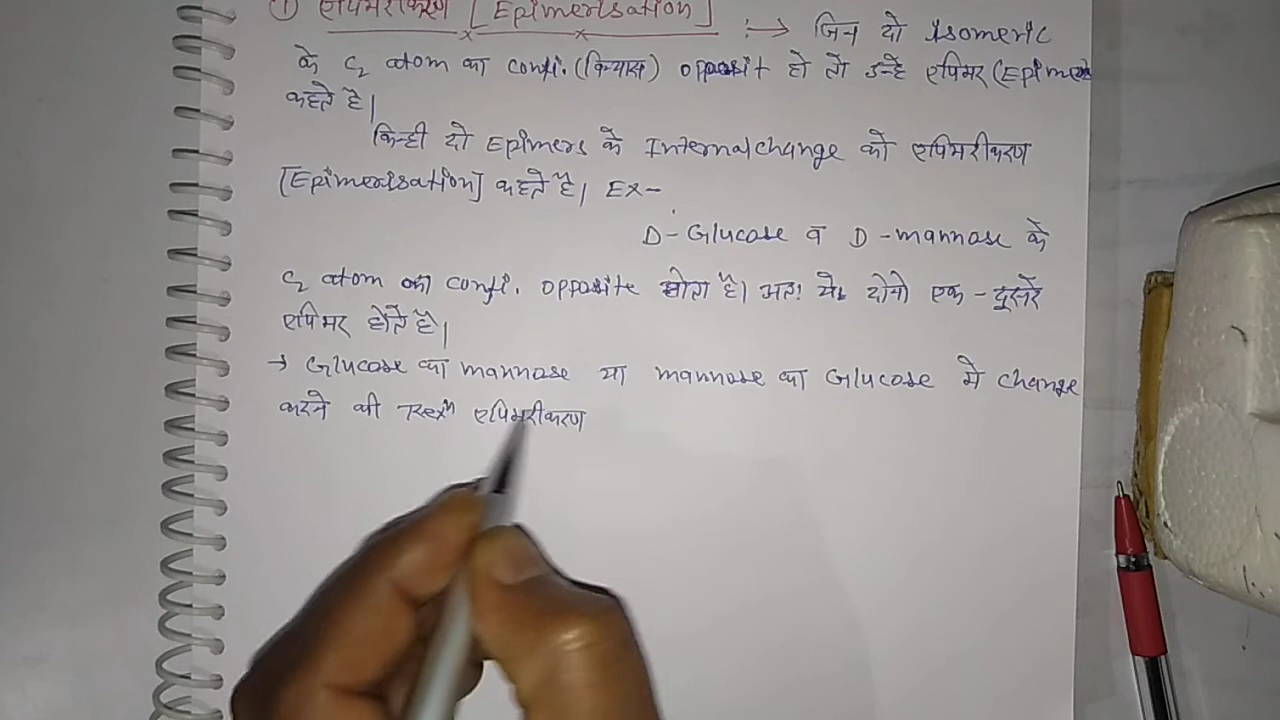 ① एपिमरीकरण [Epimerisation] :→ जिन दो Isomeric
के C₂ atom का confi. (विन्यास) opposit हो तो उन्हे एपिमर (Epimer
कहते है।
किन्ही दो Epimers के Internalchange को एपिमरीकरण
[Epimerisation] कहते है। Ex-
D-Glucose व D-mannose के
C₂ atom का confi. opposite होता है। अतः ये दोनो एक-दूसरे
एपिमर होते है।
→ Glucose का mannose या mannose का Glucose मे change
करने की Rexⁿ एपिमरीकरण